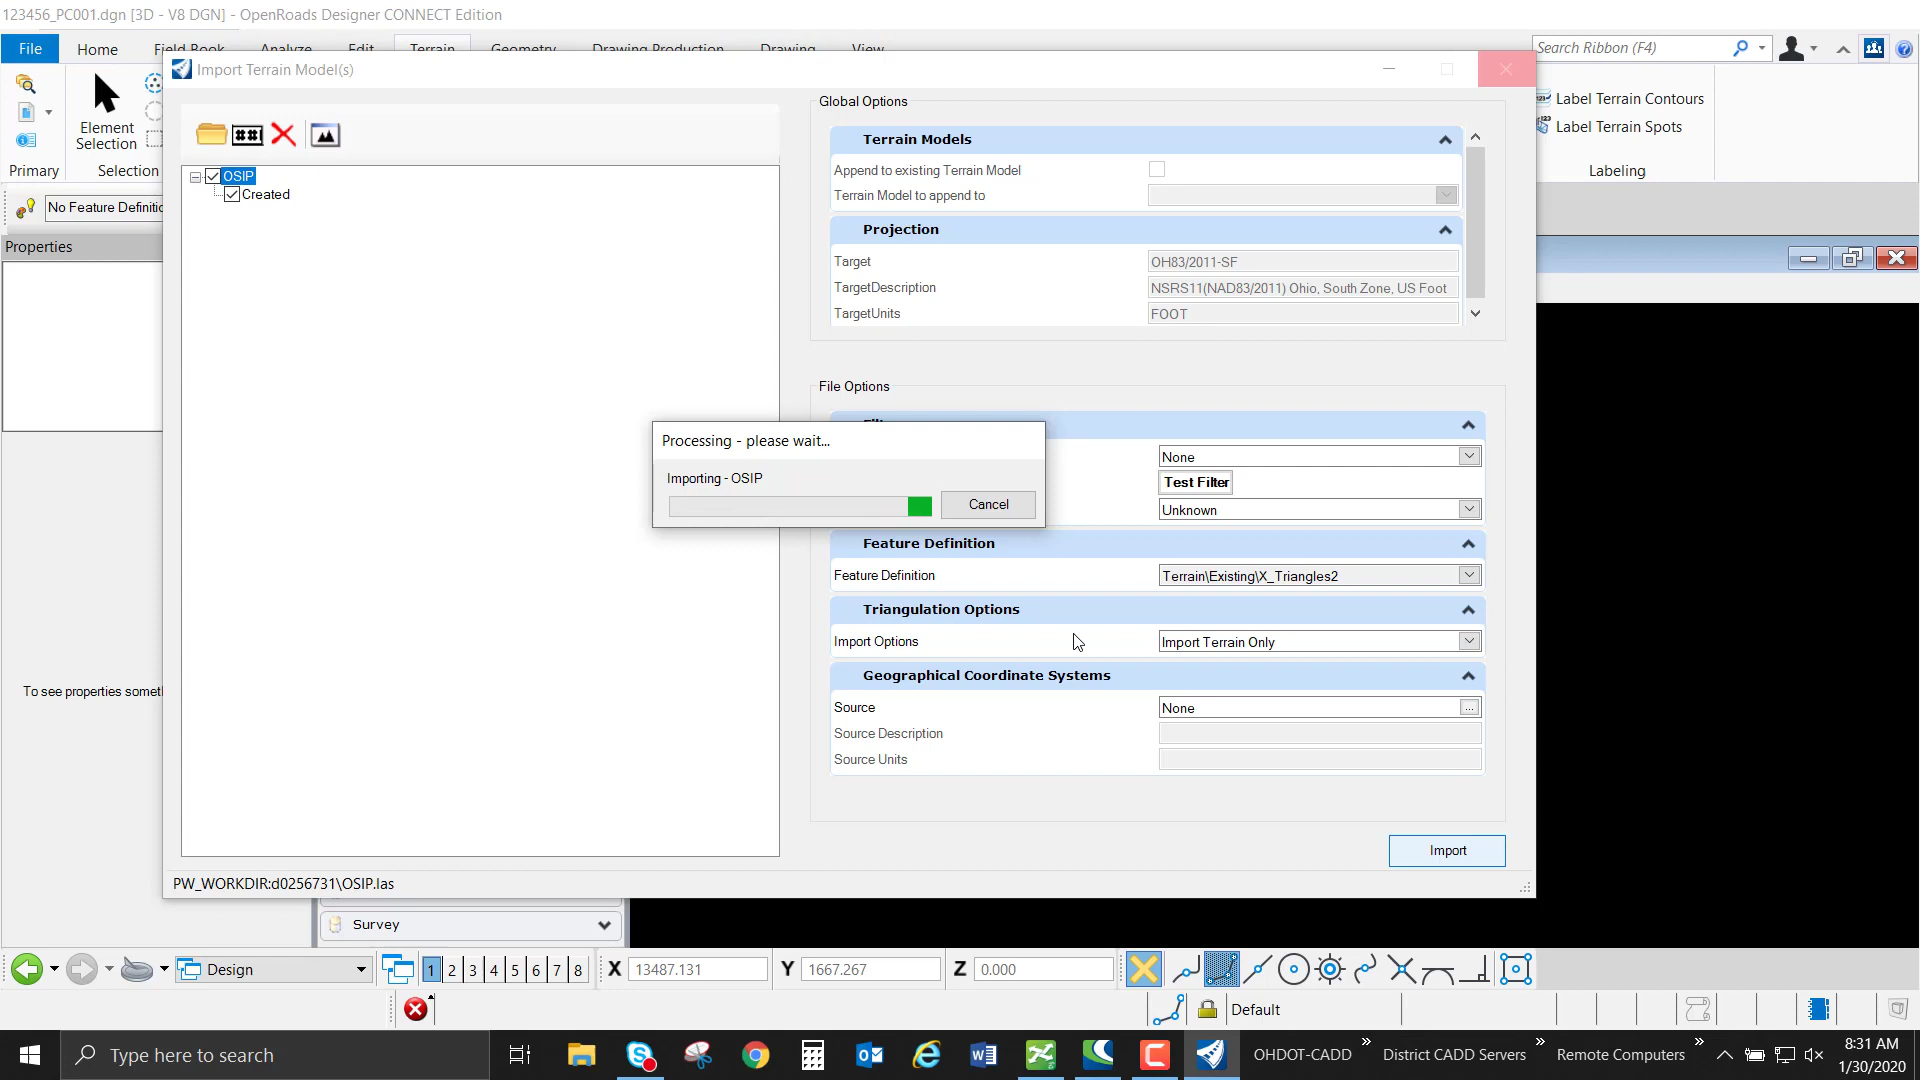 123456_PC001.dgn [3D - V8 DGN] - OpenRoads Designer CONNECT Edition
File Home Field Book Analyze Edit Terrain Geometry Drawing Production Drawing View
Search Ribbon (F4)
Import Terrain Model(s)
Element
Selection
Primary
Selection
Label Terrain Contours
Label Terrain Spots
Labeling
No Feature Definitio
Properties
To see properties somet
OSIP
Created
Global Options
Terrain Models
Append to existing Terrain Model
Terrain Model to append to
Projection
Target OH83/2011-SF
TargetDescription NSRS11(NAD83/2011) Ohio, South Zone, US Foot
TargetUnits FOOT
File Options
None
Test Filter
Unknown
Processing - please wait...
Importing - OSIP
Cancel
Feature Definition
Feature Definition Terrain\Existing\X_Triangles2
Triangulation Options
Import Options Import Terrain Only
Geographical Coordinate Systems
Source None ...
Source Description
Source Units
Import
PW_WORKDIR:d0256731\OSIP.las
Survey
Design 1 2 3 4 5 6 7 8 X 13487.131 Y 1667.267 Z 0.000
Default
Type here to search
OHDOT-CADD » District CADD Servers » Remote Computers »
8:31 AM
1/30/2020